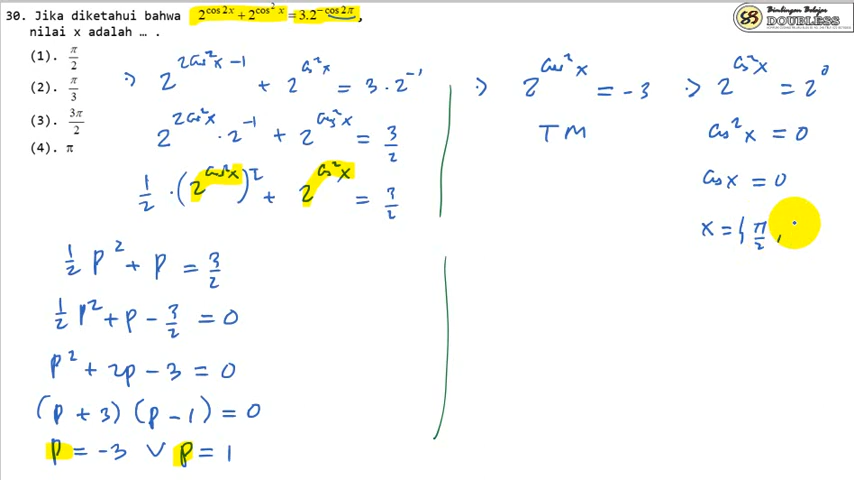 30. Jika diketahui bahwa 2^{cos 2x} + 2^{cos² x} = 3.2^{-cos 2π},
nilai x adalah … .
(1). π/2
(2). π/3
(3). 3π/2
(4). π
Bimbingan Belajar
DOUBLESS
=> 2^{2cos²x-1} + 2^{cos²x} = 3 · 2^{-1}
2^{2cos²x} · 2^{-1} + 2^{cos²x} = 3/2
1/2 · (2^{cos²x})² + 2^{cos²x} = 3/2
1/2 p² + p = 3/2
1/2 p² + p - 3/2 = 0
p² + 2p - 3 = 0
(p + 3) (p - 1) = 0
p = -3 ∨ p = 1
=> 2^{cos²x} = -3
TM
=> 2^{cos²x} = 2^0
cos²x = 0
cos x = 0
x = { π/2 ,